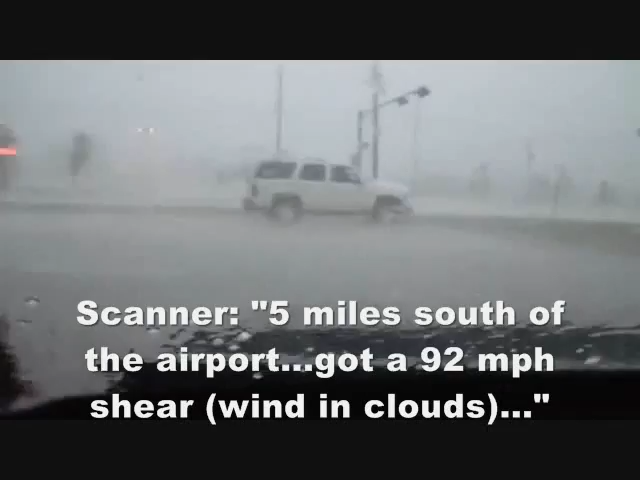 Scanner: "5 miles south of
the airport...got a 92 mph
shear (wind in clouds)..."